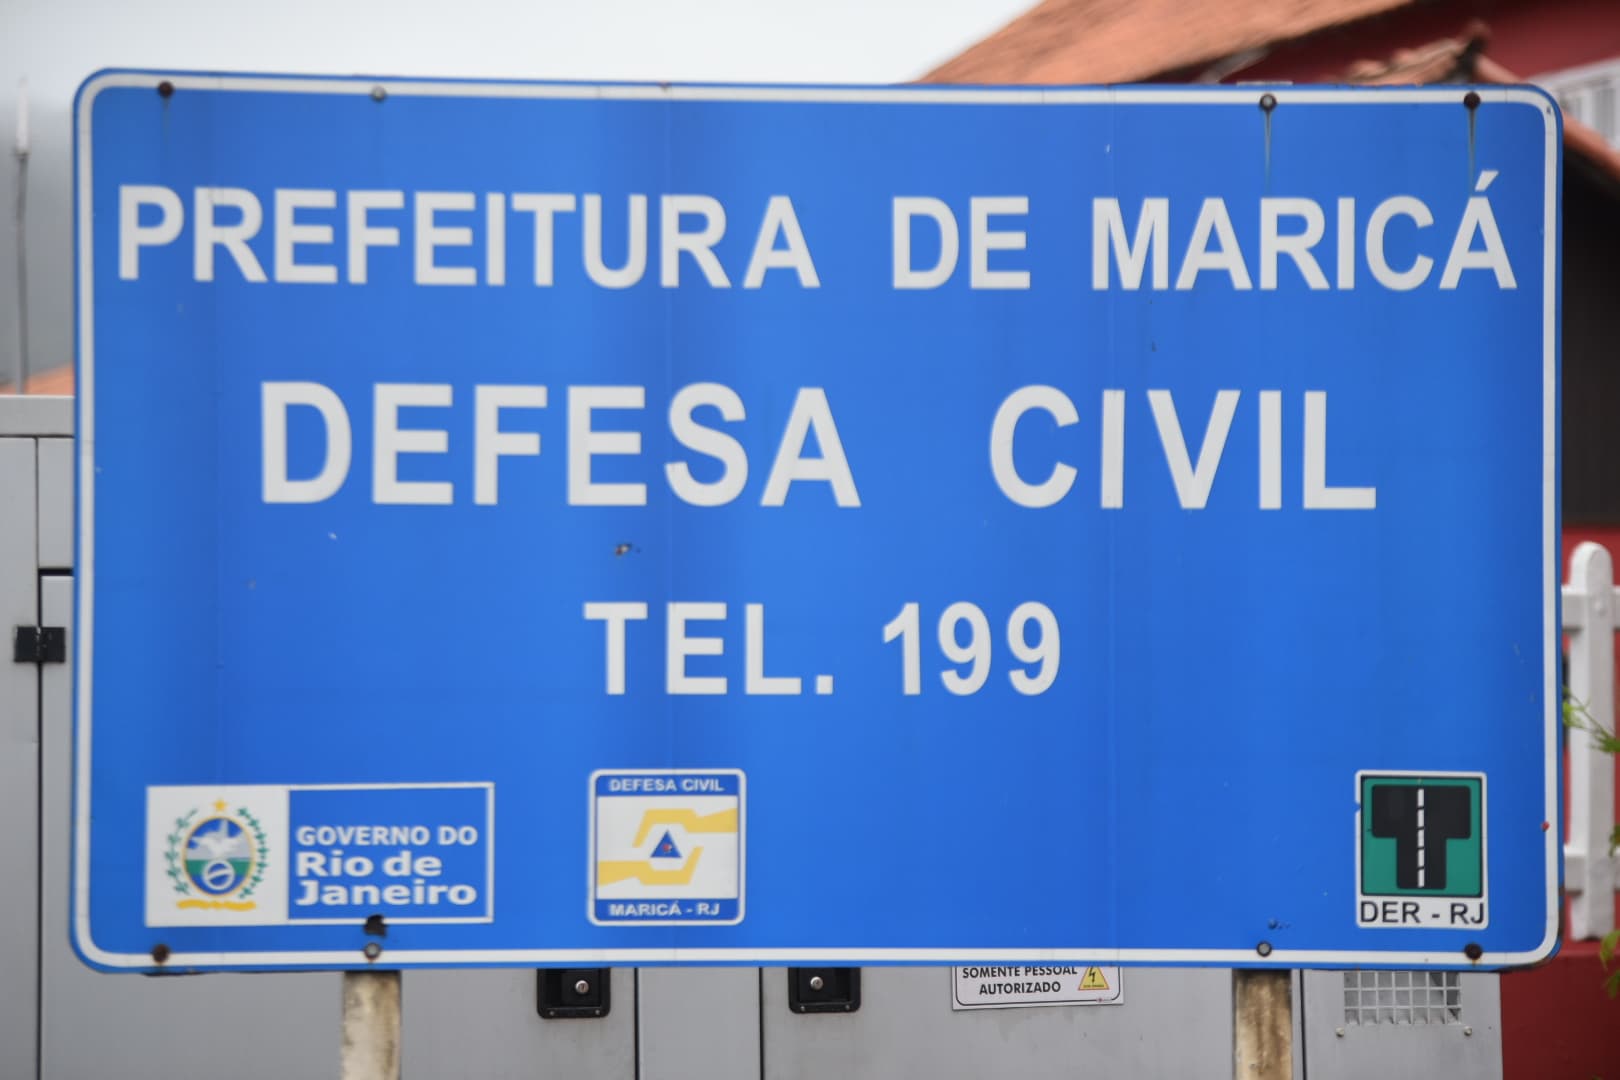 PREFEITURA DE MARICÁ
DEFESA CIVIL
TEL. 199
GOVERNO DO
Rio de
Janeiro
DEFESA CIVIL
MARICÁ - RJ
DER - RJ
SOMENTE PESSOAL
AUTORIZADO